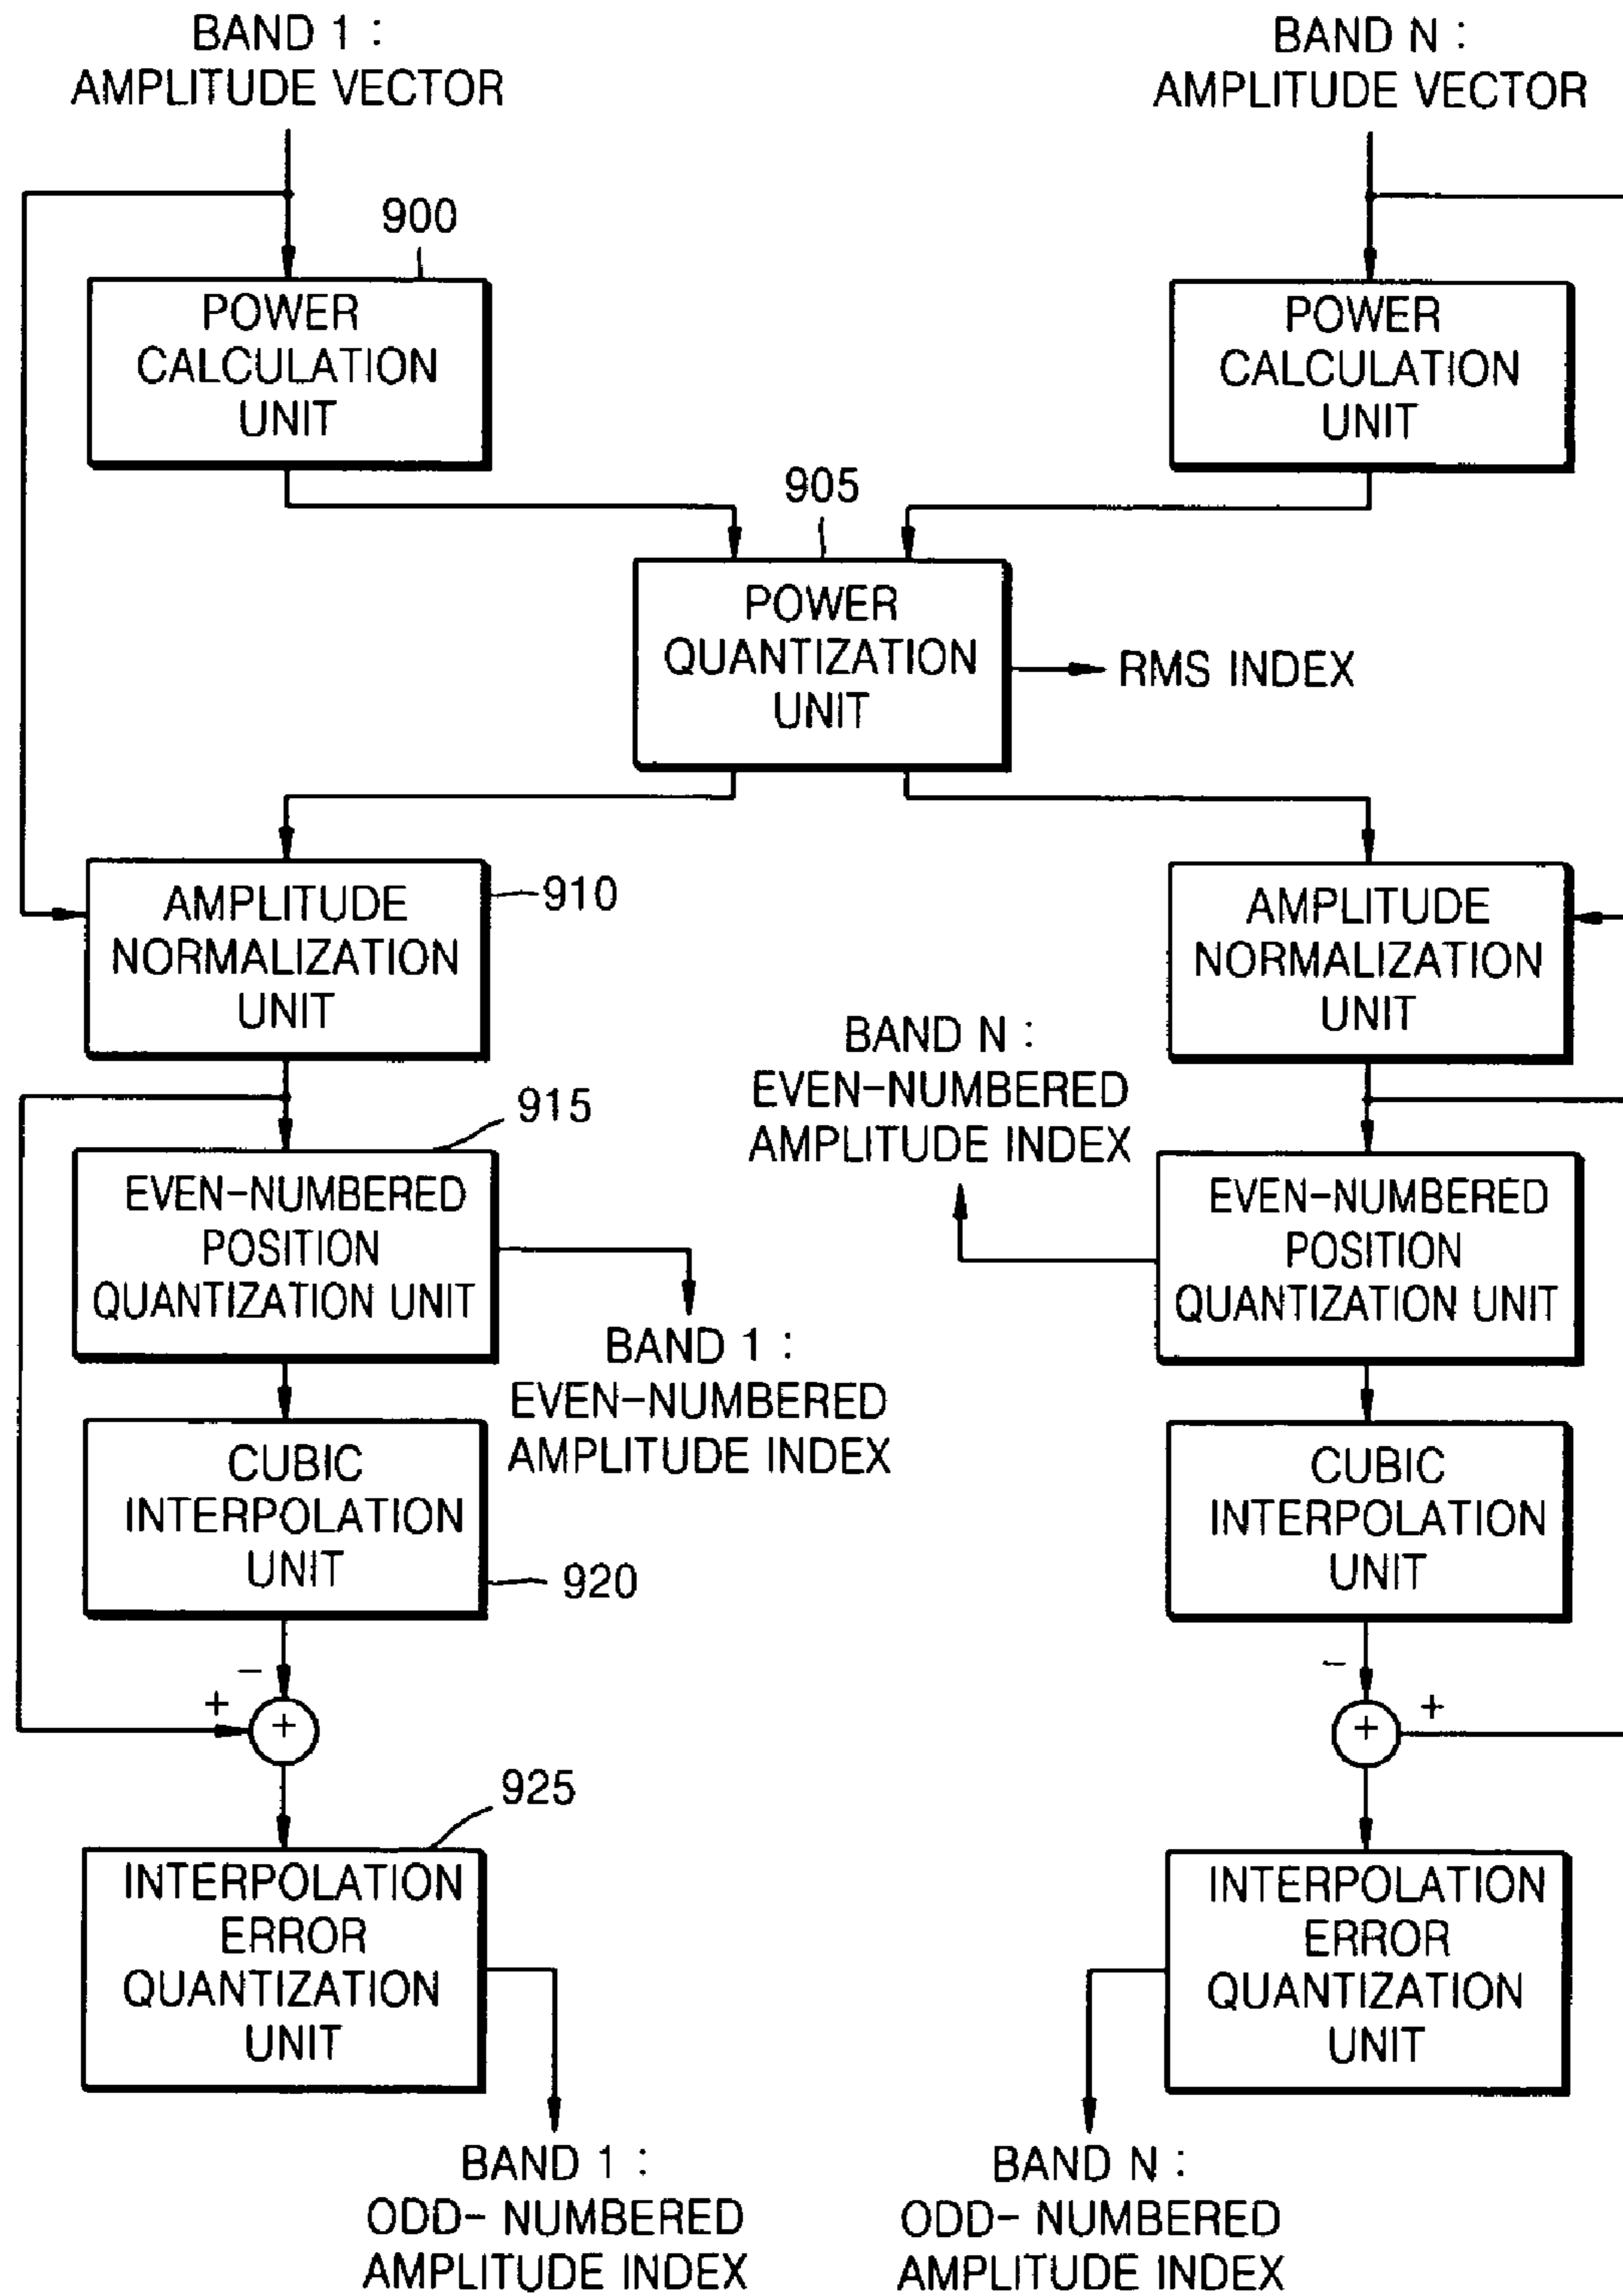 BAND 1 :
AMPLITUDE VECTOR
BAND N :
AMPLITUDE VECTOR
900
POWER
CALCULATION
UNIT
POWER
CALCULATION
UNIT
905
POWER
QUANTIZATION
UNIT
RMS INDEX
AMPLITUDE
NORMALIZATION
UNIT
910
AMPLITUDE
NORMALIZATION
UNIT
BAND N :
EVEN-NUMBERED
AMPLITUDE INDEX
915
EVEN-NUMBERED
POSITION
QUANTIZATION UNIT
EVEN-NUMBERED
POSITION
QUANTIZATION UNIT
BAND 1 :
EVEN-NUMBERED
AMPLITUDE INDEX
CUBIC
INTERPOLATION
UNIT
920
CUBIC
INTERPOLATION
UNIT
−
+
+
−
+
+
925
INTERPOLATION
ERROR
QUANTIZATION
UNIT
INTERPOLATION
ERROR
QUANTIZATION
UNIT
BAND 1 :
ODD- NUMBERED
AMPLITUDE INDEX
BAND N :
ODD- NUMBERED
AMPLITUDE INDEX